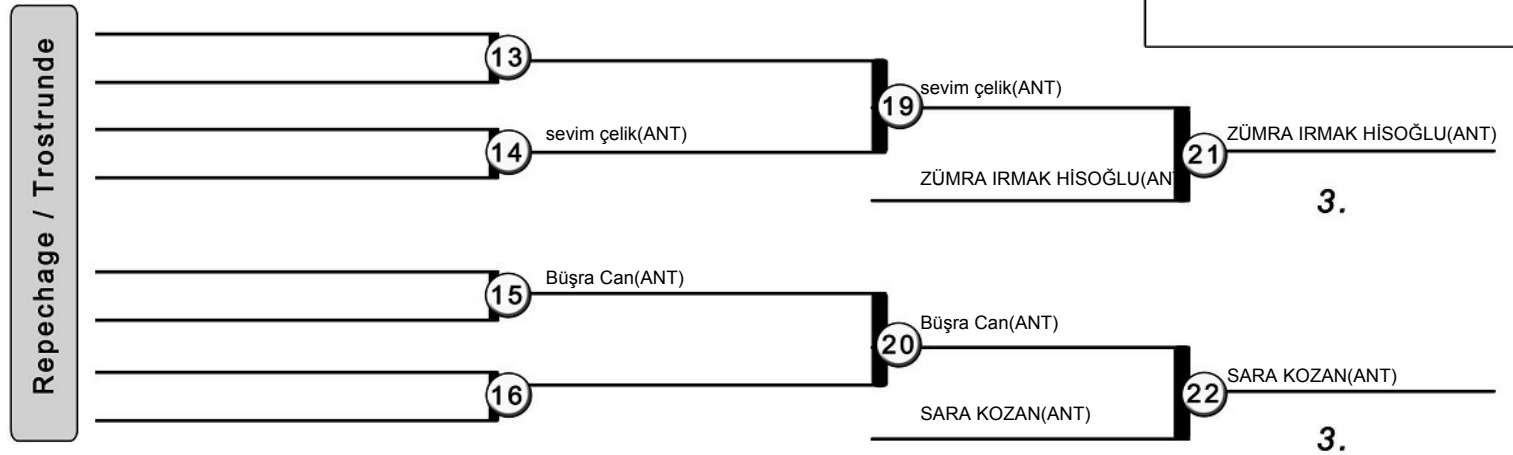 Repechage / Trostrunde
13
sevim çelik(ANT)
14
19
sevim çelik(ANT)
ZÜMRA IRMAK HİSOĞLU(ANT
21
ZÜMRA IRMAK HİSOĞLU(ANT)
3.
Büşra Can(ANT)
15
16
20
Büşra Can(ANT)
SARA KOZAN(ANT)
22
SARA KOZAN(ANT)
3.